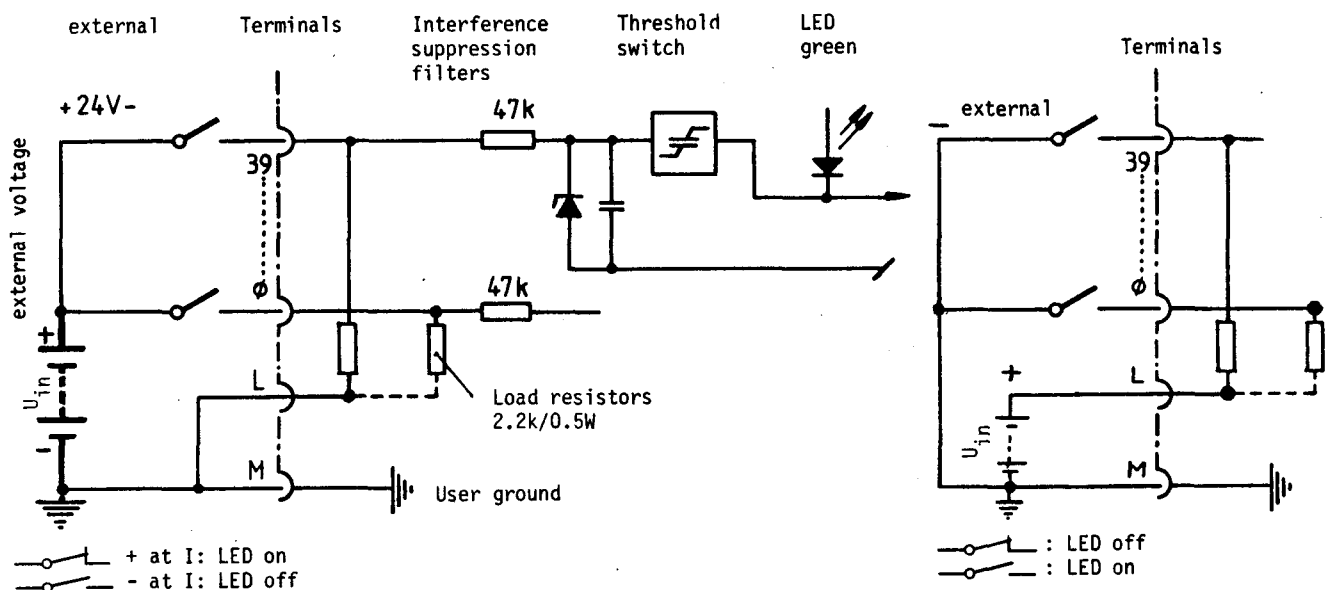 external
Terminals
Interference
suppression
filters
Threshold
switch
LED
green
Terminals
+24V-
47k
external
-
external voltage
39
39
ø
47k
ø
+
+
U in
L
Load resistors
2.2k/0.5W
L
U in
-
M
User ground
M
+ at I: LED on
- at I: LED off
: LED off
: LED on